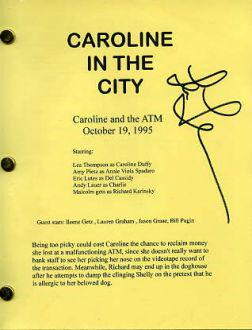 CAROLINE
IN THE
CITY
Caroline and the ATM
October 19, 1995
Starring:
Lea Thompson as Caroline Duffy
Amy Pietz as Annie Viola Spadaro
Eric Lutes as Del Cassidy
Andy Lauer as Charlie
Malcolm gets as Richard Karinsky
Guest stars: Ileene Getz, Lauren Graham, Jason Graae, Bill Fagin
Being too picky could cost Caroline the chance to reclaim money
she lost at a malfunctioning ATM, since she doesn't really want to
bank staff to see her picking her nose on the videotape record of
the transaction. Meanwhile, Richard may end up in the doghouse
after he attempts to damp the clinging Shelly on the pretext that he
is allergic to her beloved dog.